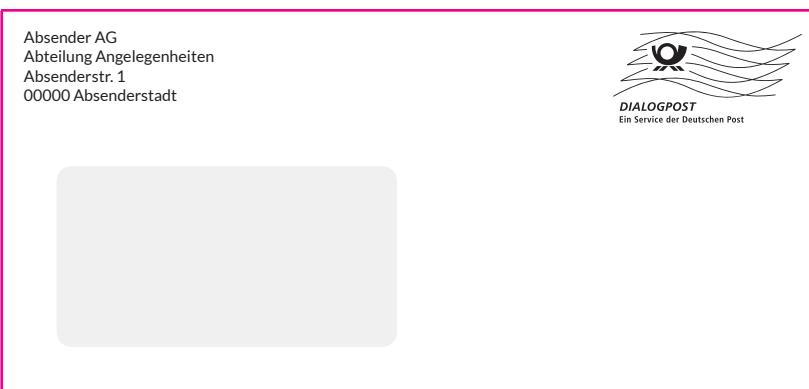 Absender AG
Abteilung Angelegenheiten
Absenderstr. 1
00000 Absenderstadt
DIALOGPOST
Ein Service der Deutschen Post